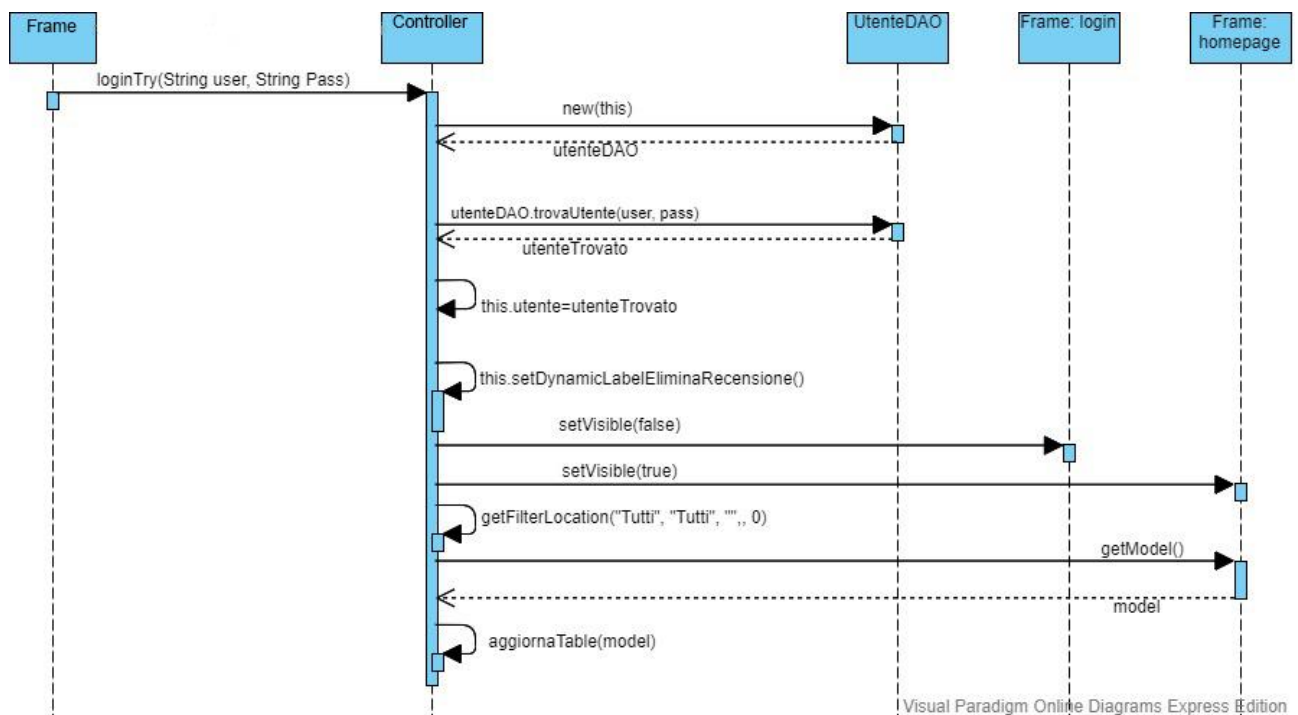 Frame
Controller
UtenteDAO
Frame: login
Frame:
homepage
loginTry(String user, String Pass)
new(this)
utenteDAO
utenteDAO.trovaUtente(user, pass)
utenteTrovato
this.utente=utenteTrovato
this.setDynamicLabelEliminaRecensione()
setVisible(false)
setVisible(true)
getFilterLocation("Tutti", "Tutti", "",, 0)
getModel()
model
aggiornaTable(model)
Visual Paradigm Online Diagrams Express Edition